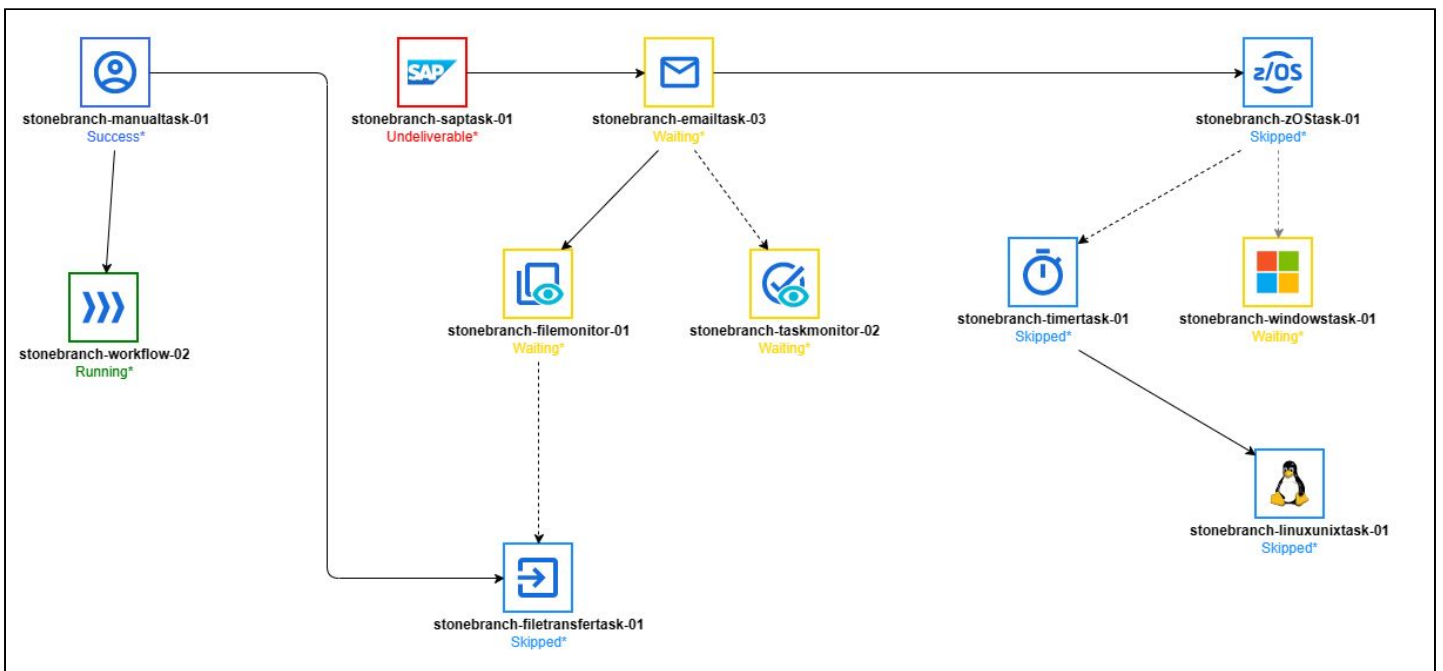 SAP
z/OS
stonebranch-manualtask-01
Success*
stonebranch-saptask-01
Undeliverable*
stonebranch-emailtask-03
Waiting*
stonebranch-zOStask-01
Skipped*
stonebranch-workflow-02
Running*
stonebranch-filemonitor-01
Waiting*
stonebranch-taskmonitor-02
Waiting*
stonebranch-timertask-01
Skipped*
stonebranch-windowstask-01
Waiting*
stonebranch-linuxunixtask-01
Skipped*
stonebranch-filetransfertask-01
Skipped*